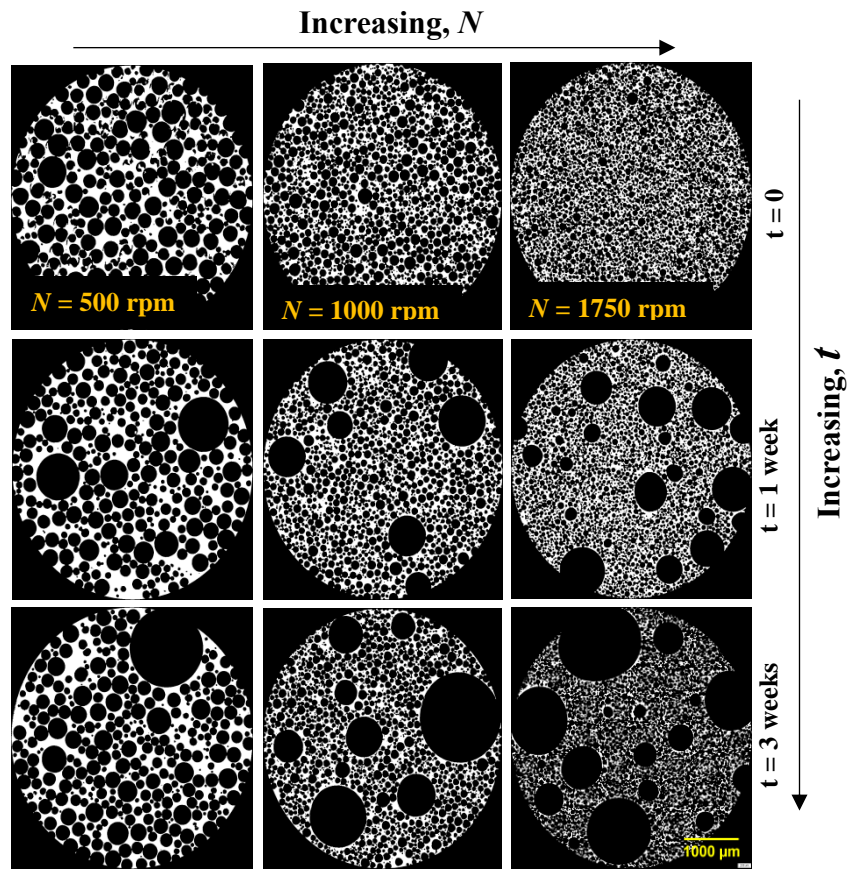 Increasing, N
N = 500 rpm
N = 1000 rpm
N = 1750 rpm
t = 0
t = 1 week
t = 3 weeks
Increasing, t
1000 μm